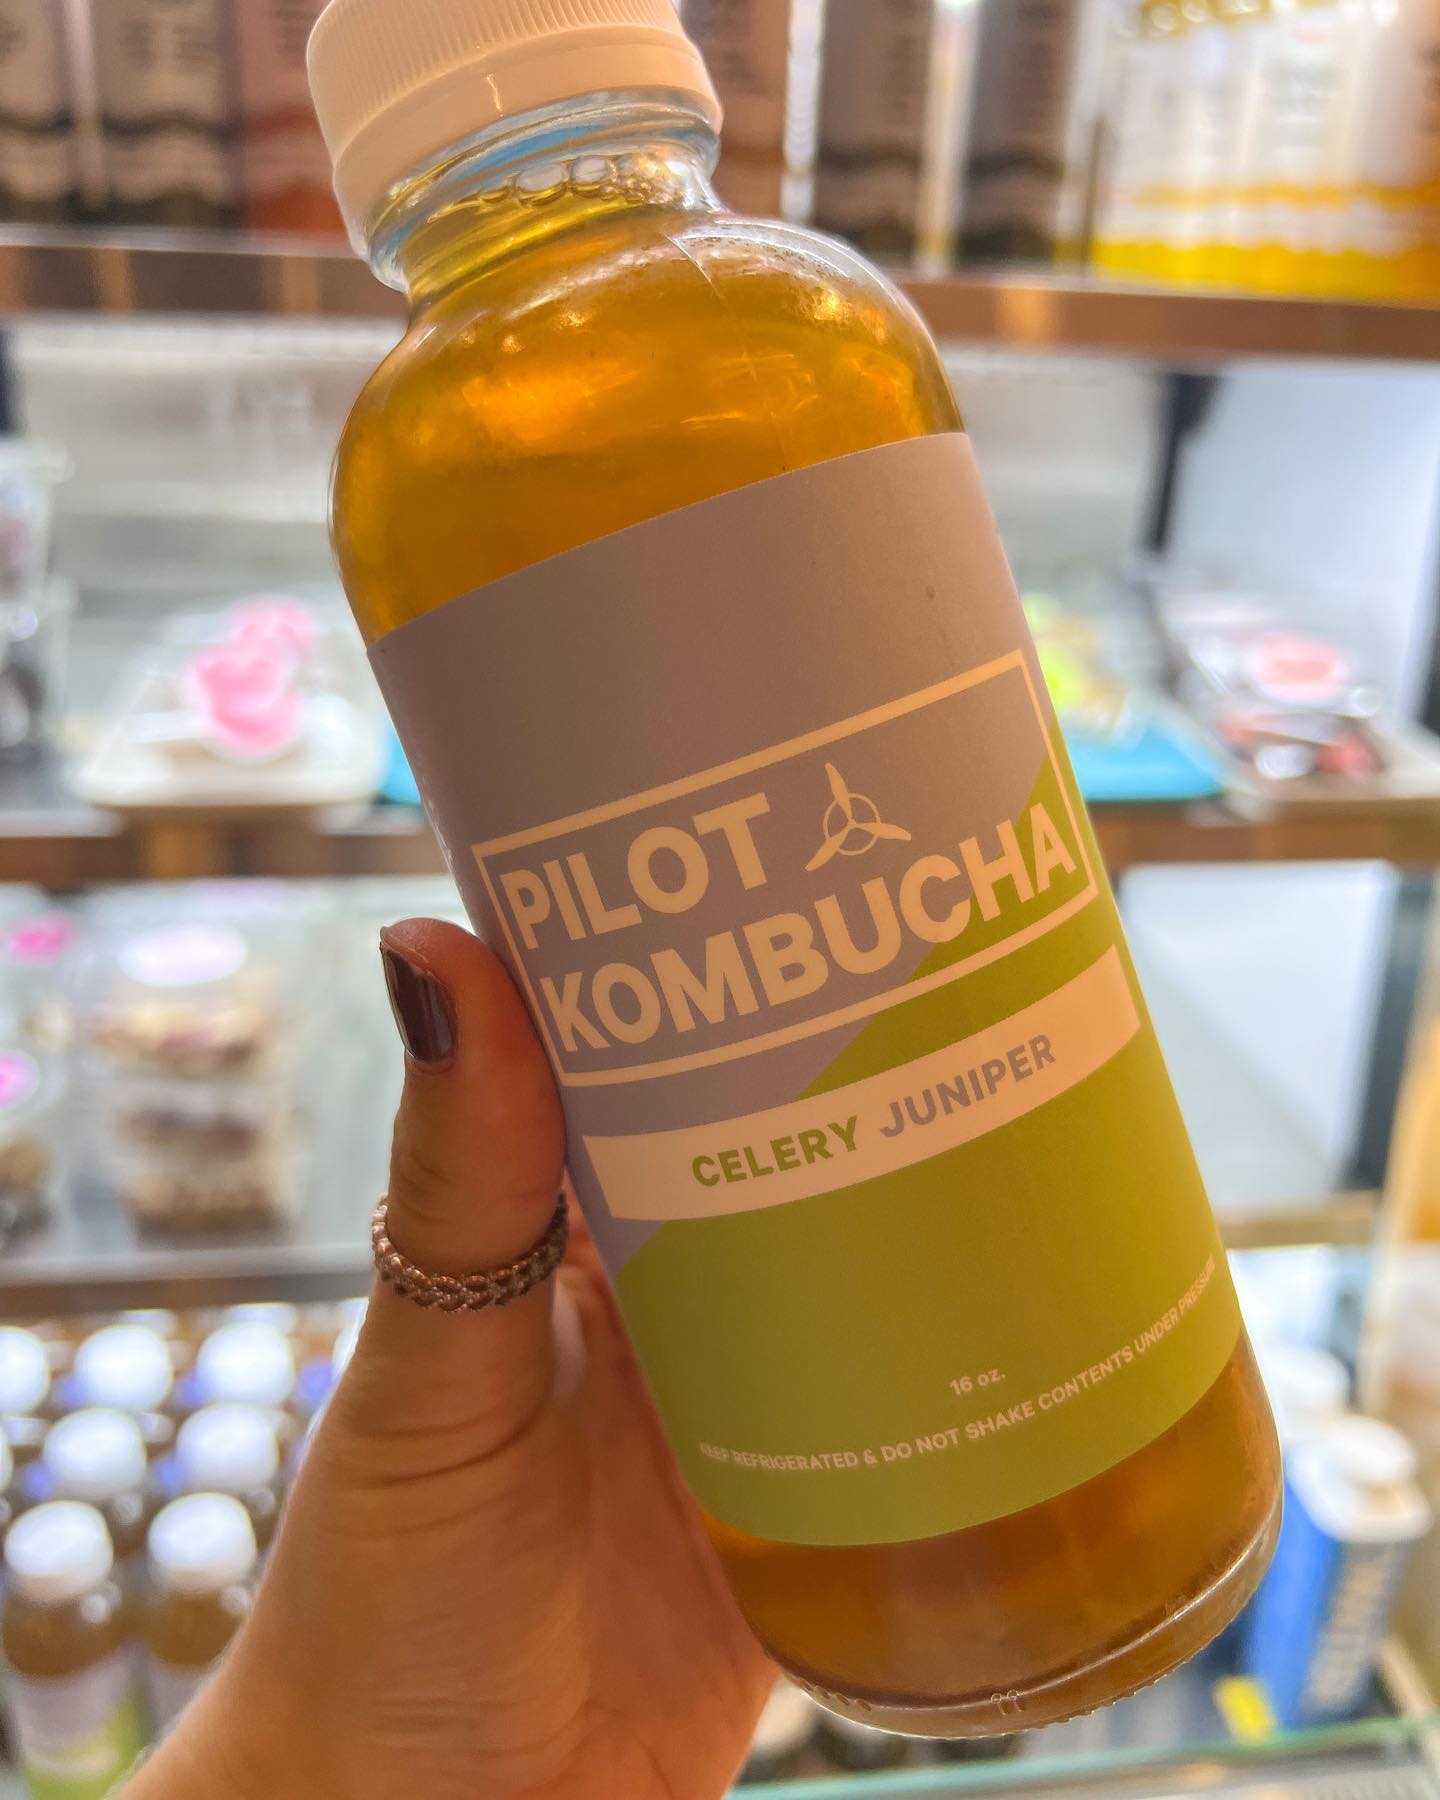 PILOT
KOMBUCHA
CELERY JUNIPER
16 oz.
KEEP REFRIGERATED & DO NOT SHAKE CONTENTS UNDER PRESSURE